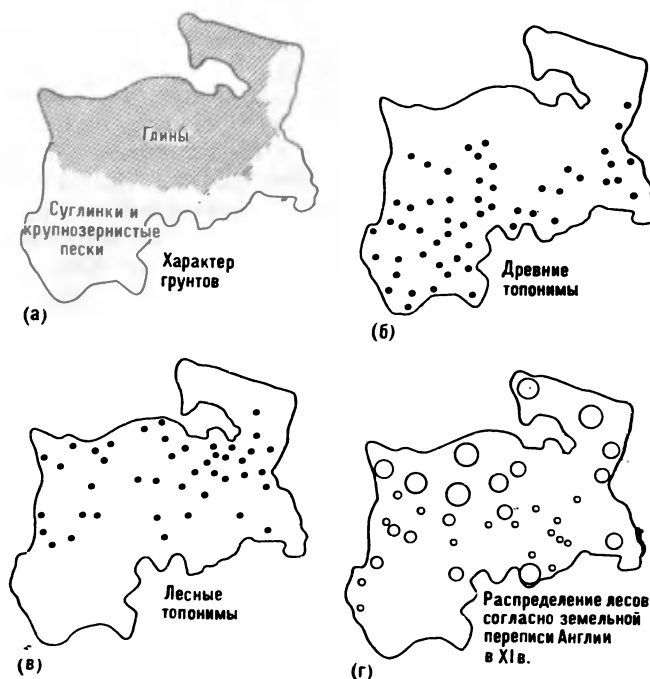 Глины
Суглинки и
крупнозернистые
пески
Характер
грунтов
(а)
Древние
топонимы
(б)
Лесные
топонимы
(в)
Распределение лесов
согласно земельной
переписи Англии
в XI в.
(г)